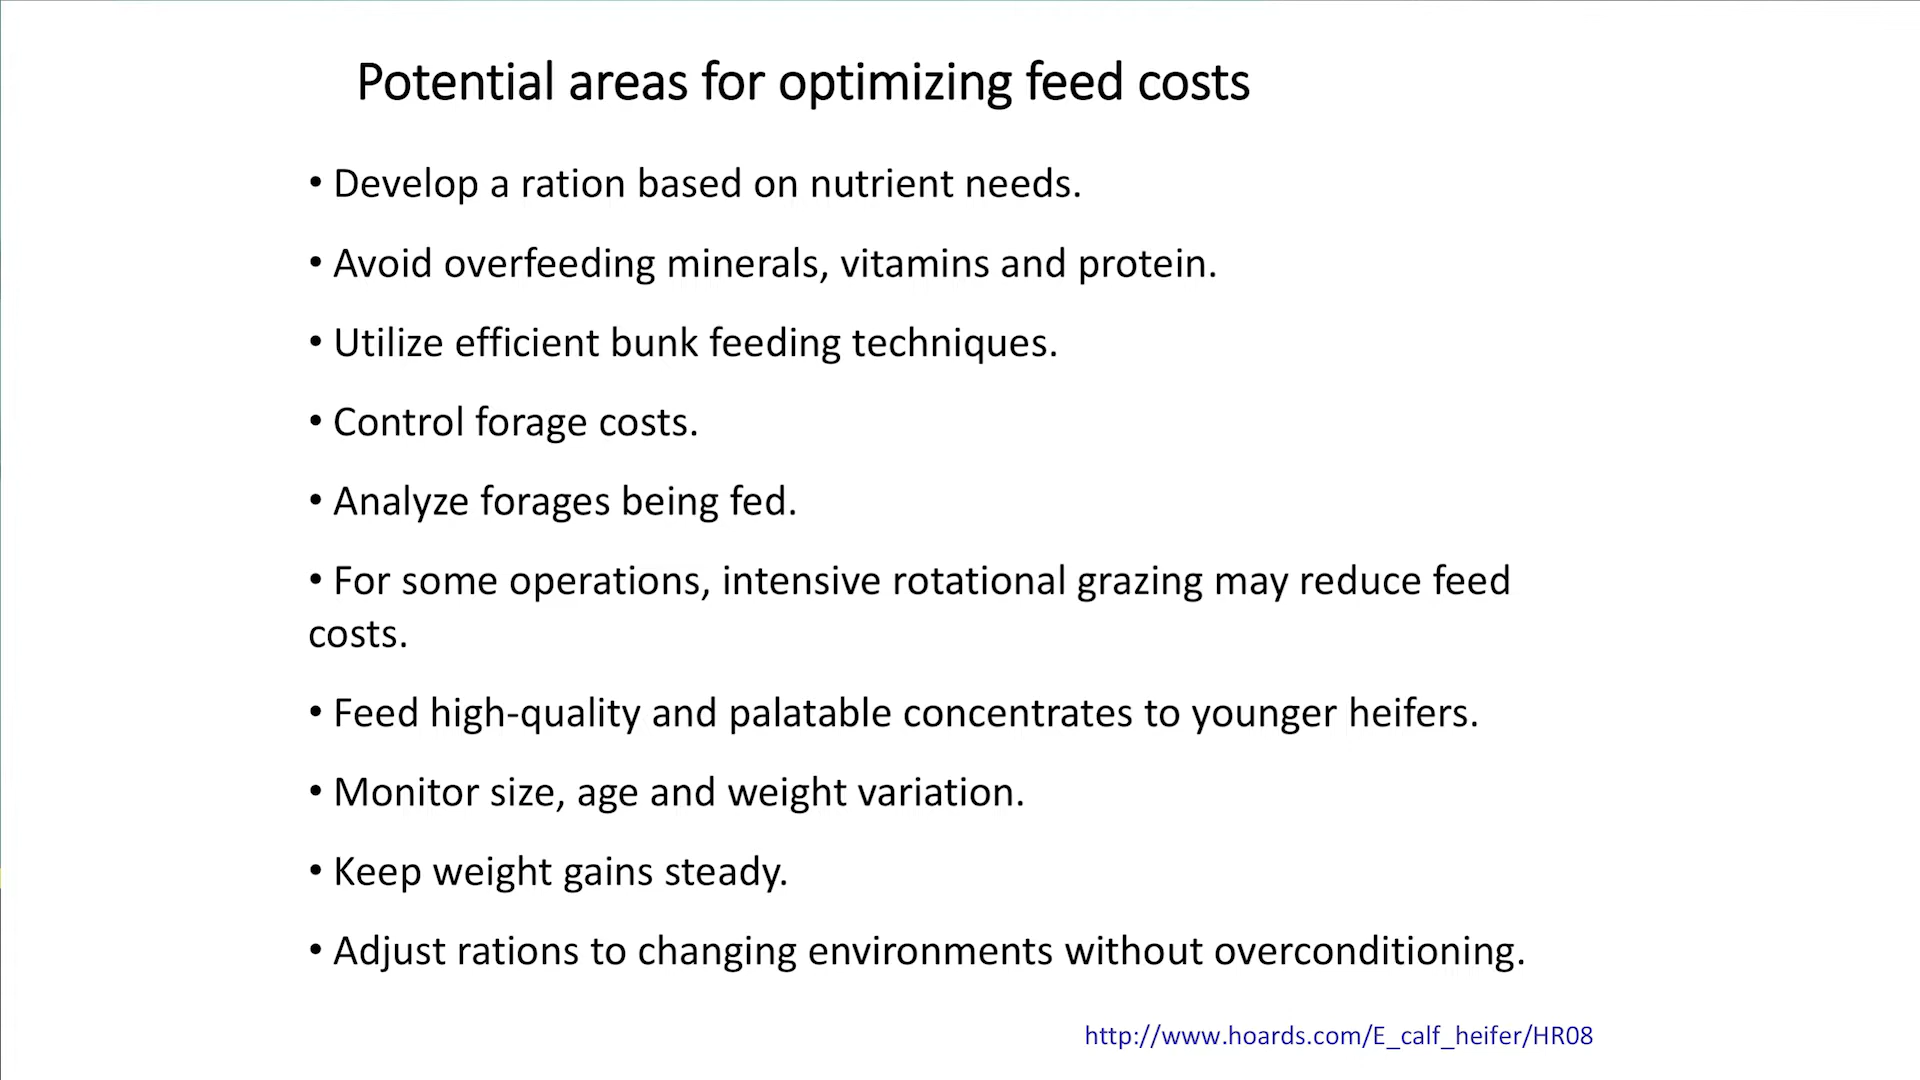 Potential areas for optimizing feed costs
• Develop a ration based on nutrient needs.
• Avoid overfeeding minerals, vitamins and protein.
• Utilize efficient bunk feeding techniques.
• Control forage costs.
• Analyze forages being fed.
• For some operations, intensive rotational grazing may reduce feed
costs.
• Feed high-quality and palatable concentrates to younger heifers.
• Monitor size, age and weight variation.
• Keep weight gains steady.
• Adjust rations to changing environments without overconditioning.
http://www.hoards.com/E_calf_heifer/HR08